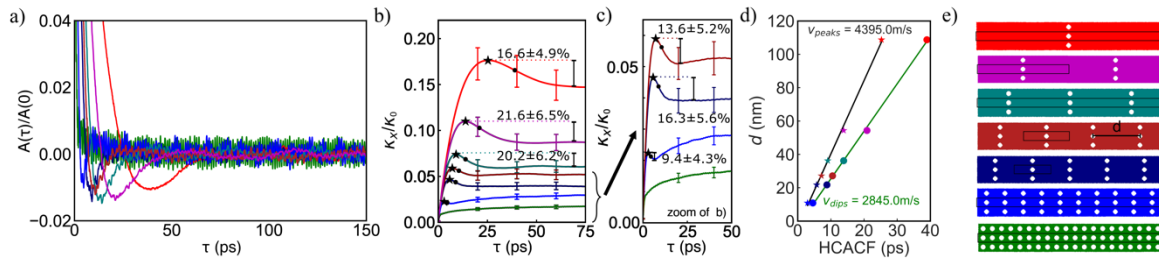 a)
A(τ)/A(0)
0.04
0.02
0.00
−0.02
0
50
100
150
τ (ps)
b)
κx/κ0
0.20
0.15
0.10
0.05
0.00
0
25
50
75
τ (ps)
16.6±4.9%
21.6±6.5%
20.2±6.2%
c)
κx/κ0
0.05
0.00
0
20
40
τ (ps)
13.6±5.2%
16.3±5.6%
9.4±4.3%
zoom of b)
d)
d (nm)
120
100
80
60
40
20
0
0
10
20
30
40
HCACF (ps)
vpeaks = 4395.0m/s
vdips = 2845.0m/s
e)
d